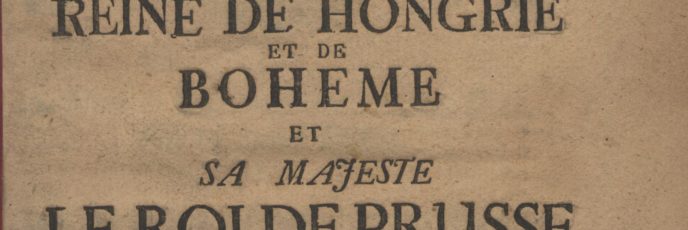 REINE DE HONGRIE
ET DE
BOHEME
ET
SA MAJESTE
LE ROI DE PRUSSE